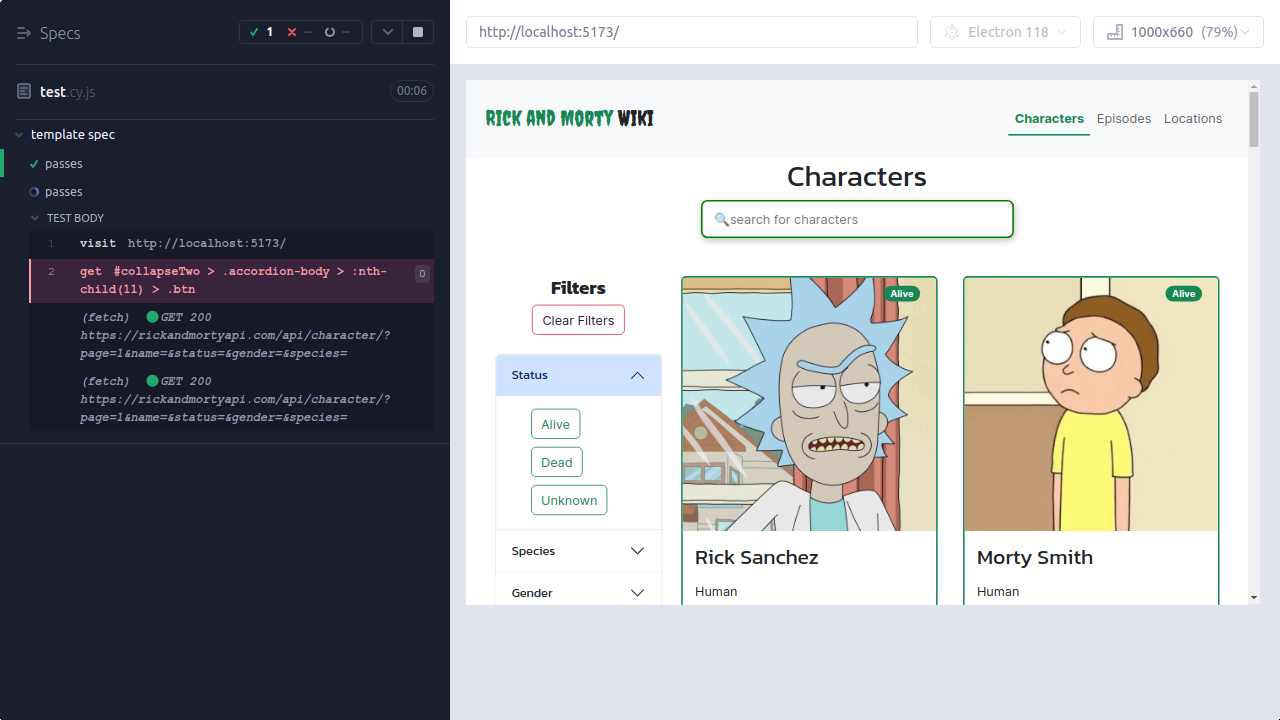 Specs
1
--
--
http://localhost:5173/
Electron 118
1000x660 (79%)
test.cy.js
00:06
template spec
passes
passes
TEST BODY
1 visit http://localhost:5173/
2 get #collapseTwo > .accordion-body > :nth-
child(11) > .btn
0
(fetch) GET 200
https://rickandmortyapi.com/api/character/?
page=1&name=&status=&gender=&species=
(fetch) GET 200
https://rickandmortyapi.com/api/character/?
page=1&name=&status=&gender=&species=
RICK AND MORTY WIKI
Characters Episodes Locations
Characters
🔍search for characters
Filters
Clear Filters
Status
Alive
Dead
Unknown
Species
Gender
Alive
Rick Sanchez
Human
Alive
Morty Smith
Human